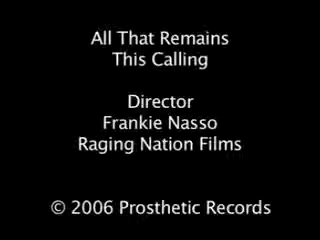 All That Remains
This Calling
Director
Frankie Nasso
Raging Nation Films
© 2006 Prosthetic Records